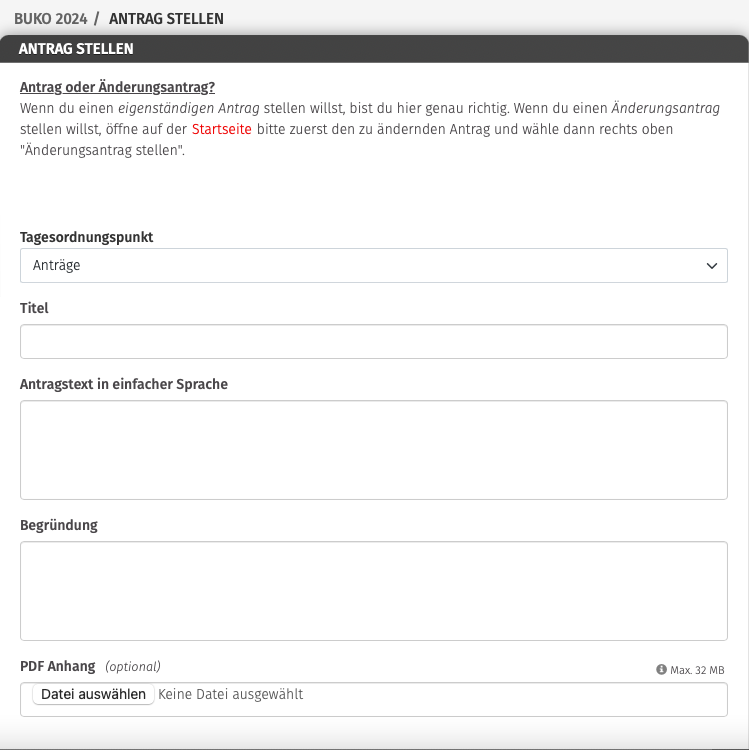 BUKO 2024 / ANTRAG STELLEN
ANTRAG STELLEN
Antrag oder Änderungsantrag?
Wenn du einen eigenständigen Antrag stellen willst, bist du hier genau richtig. Wenn du einen Änderungsantrag
stellen willst, öffne auf der Startseite bitte zuerst den zu ändernden Antrag und wähle dann rechts oben
"Änderungsantrag stellen".
Tagesordnungspunkt
Anträge
Titel
Antragstext in einfacher Sprache
Begründung
PDF Anhang (optional) Max. 32 MB
Datei auswählen Keine Datei ausgewählt